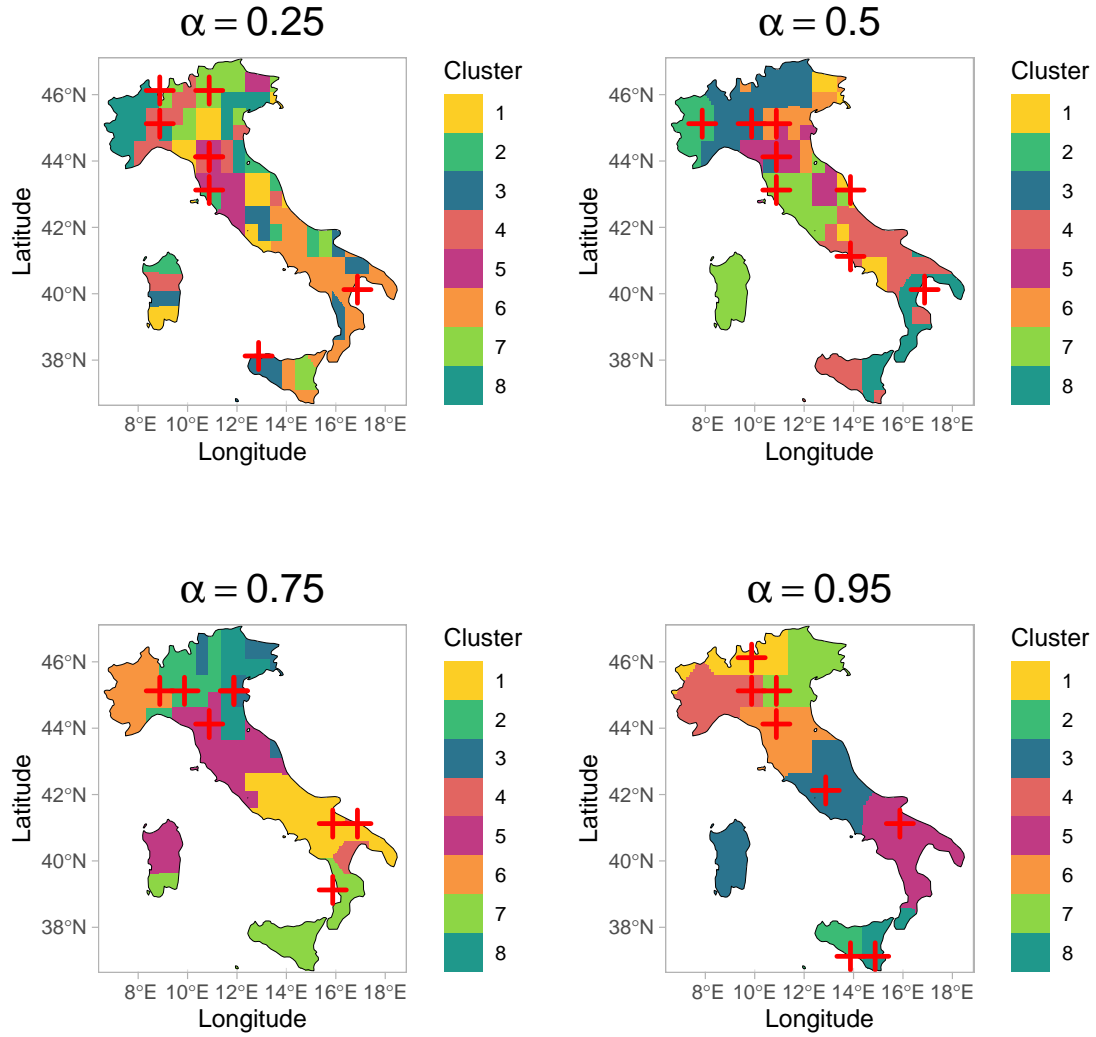 α = 0.25
Cluster
1
2
3
4
5
6
7
8
46°N
44°N
42°N
40°N
38°N
8°E 10°E 12°E 14°E 16°E 18°E
Longitude
Latitude
α = 0.5
Cluster
1
2
3
4
5
6
7
8
46°N
44°N
42°N
40°N
38°N
8°E 10°E 12°E 14°E 16°E 18°E
Longitude
Latitude
α = 0.75
Cluster
1
2
3
4
5
6
7
8
46°N
44°N
42°N
40°N
38°N
8°E 10°E 12°E 14°E 16°E 18°E
Longitude
Latitude
α = 0.95
Cluster
1
2
3
4
5
6
7
8
46°N
44°N
42°N
40°N
38°N
8°E 10°E 12°E 14°E 16°E 18°E
Longitude
Latitude